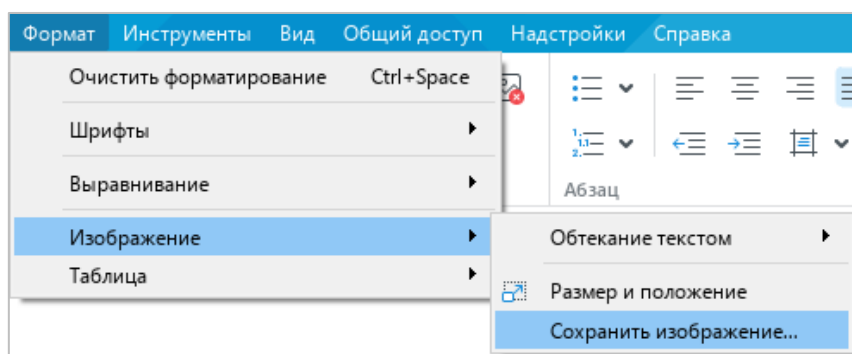 Формат Инструменты Вид Общий доступ Надстройки Справка
Очистить форматирование Ctrl+Space
Шрифты
Выравнивание
Абзац
Изображение
Обтекание текстом
Таблица
Размер и положение
Сохранить изображение...